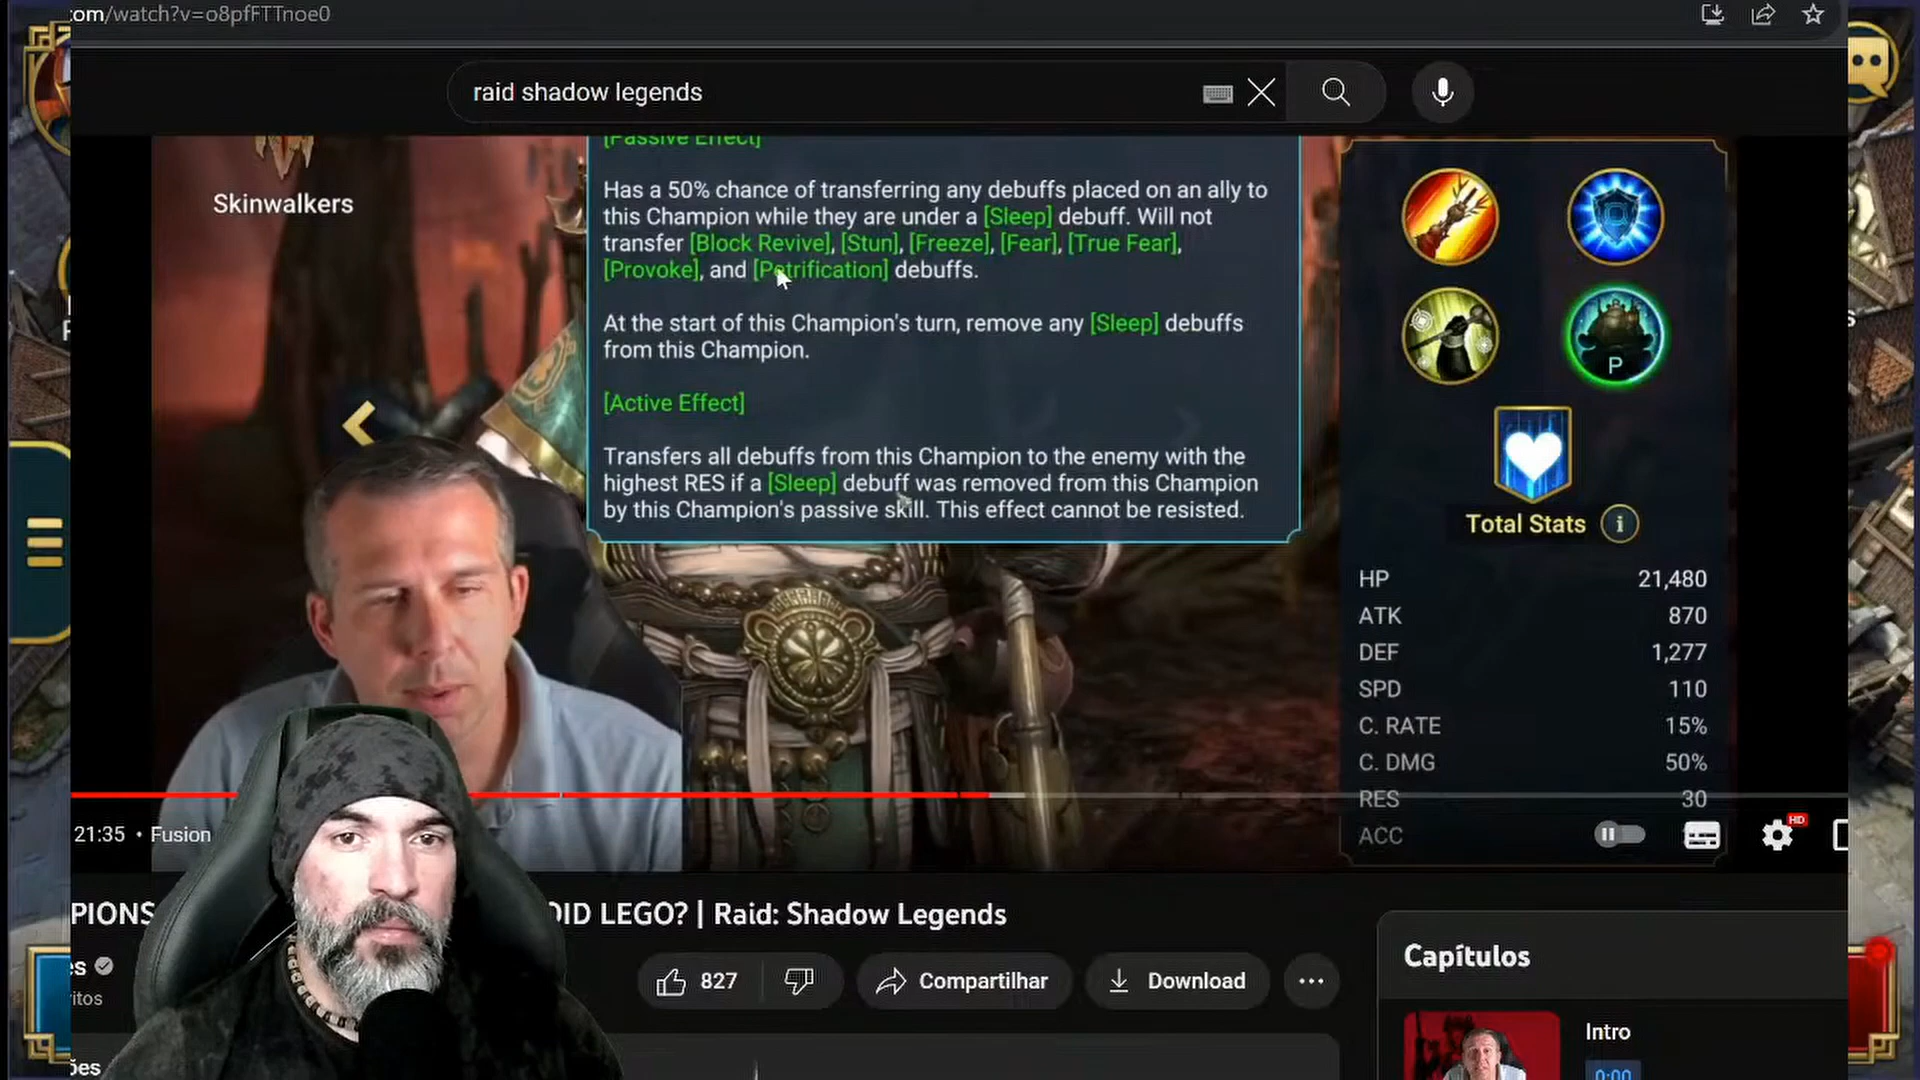 om/watch?v=o8pfFTTnoe0
raid shadow legends
[Passive Effect]
Skinwalkers
Has a 50% chance of transferring any debuffs placed on an ally to
this Champion while they are under a [Sleep] debuff. Will not
transfer [Block Revive], [Stun], [Freeze], [Fear], [True Fear],
[Provoke], and [Petrification] debuffs.
At the start of this Champion's turn, remove any [Sleep] debuffs
from this Champion.
[Active Effect]
Transfers all debuffs from this Champion to the enemy with the
highest RES if a [Sleep] debuff was removed from this Champion
by this Champion's passive skill. This effect cannot be resisted.
P
Total Stats i
HP 21,480
ATK 870
DEF 1,277
SPD 110
C. RATE 15%
C. DMG 50%
RES 30
ACC
HD
21:35 • Fusion
PIONS OID LEGO? | Raid: Shadow Legends
es
ritos
827
Compartilhar
Download
Capítulos
Intro
0:00
ões